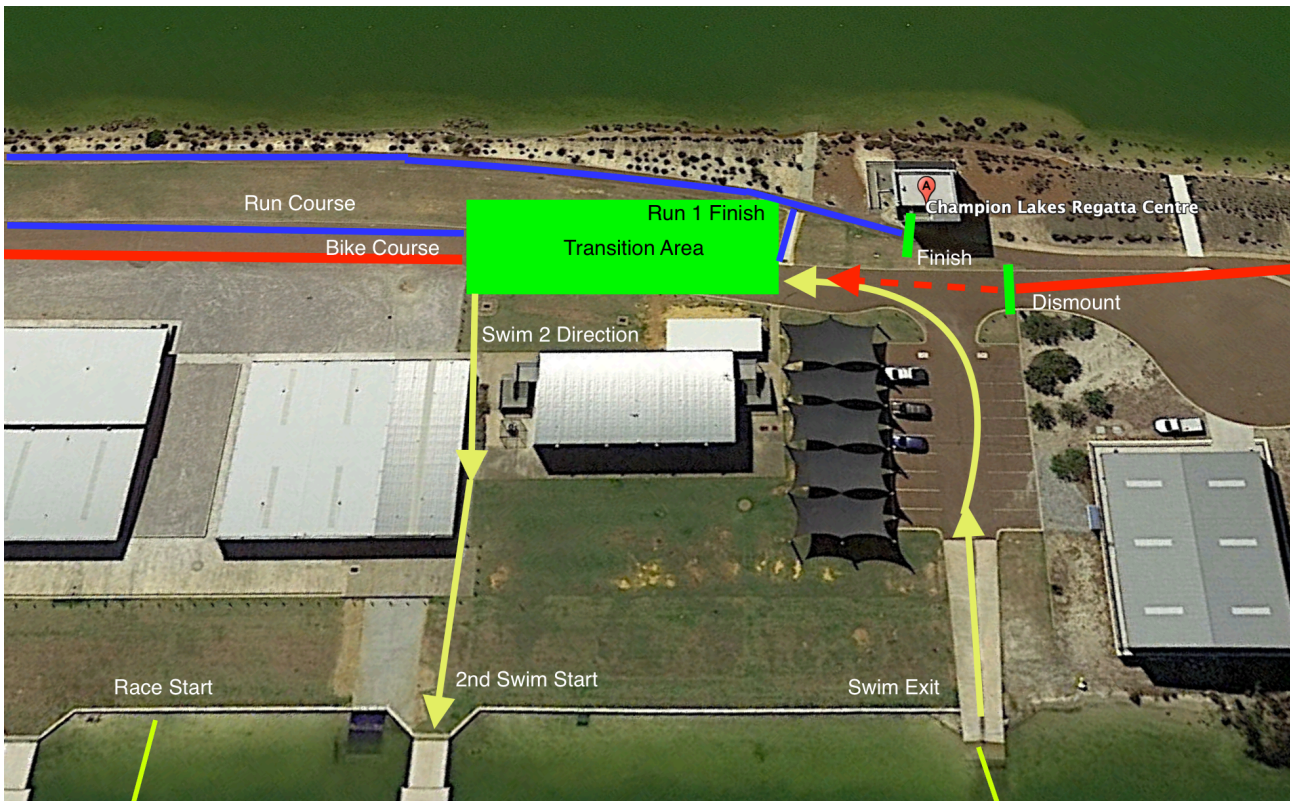 A
Run Course
Run 1 Finish
Champion Lakes Regatta Centre
Bike Course
Transition Area
Finish
Dismount
Swim 2 Direction
2nd Swim Start
Race Start
Swim Exit